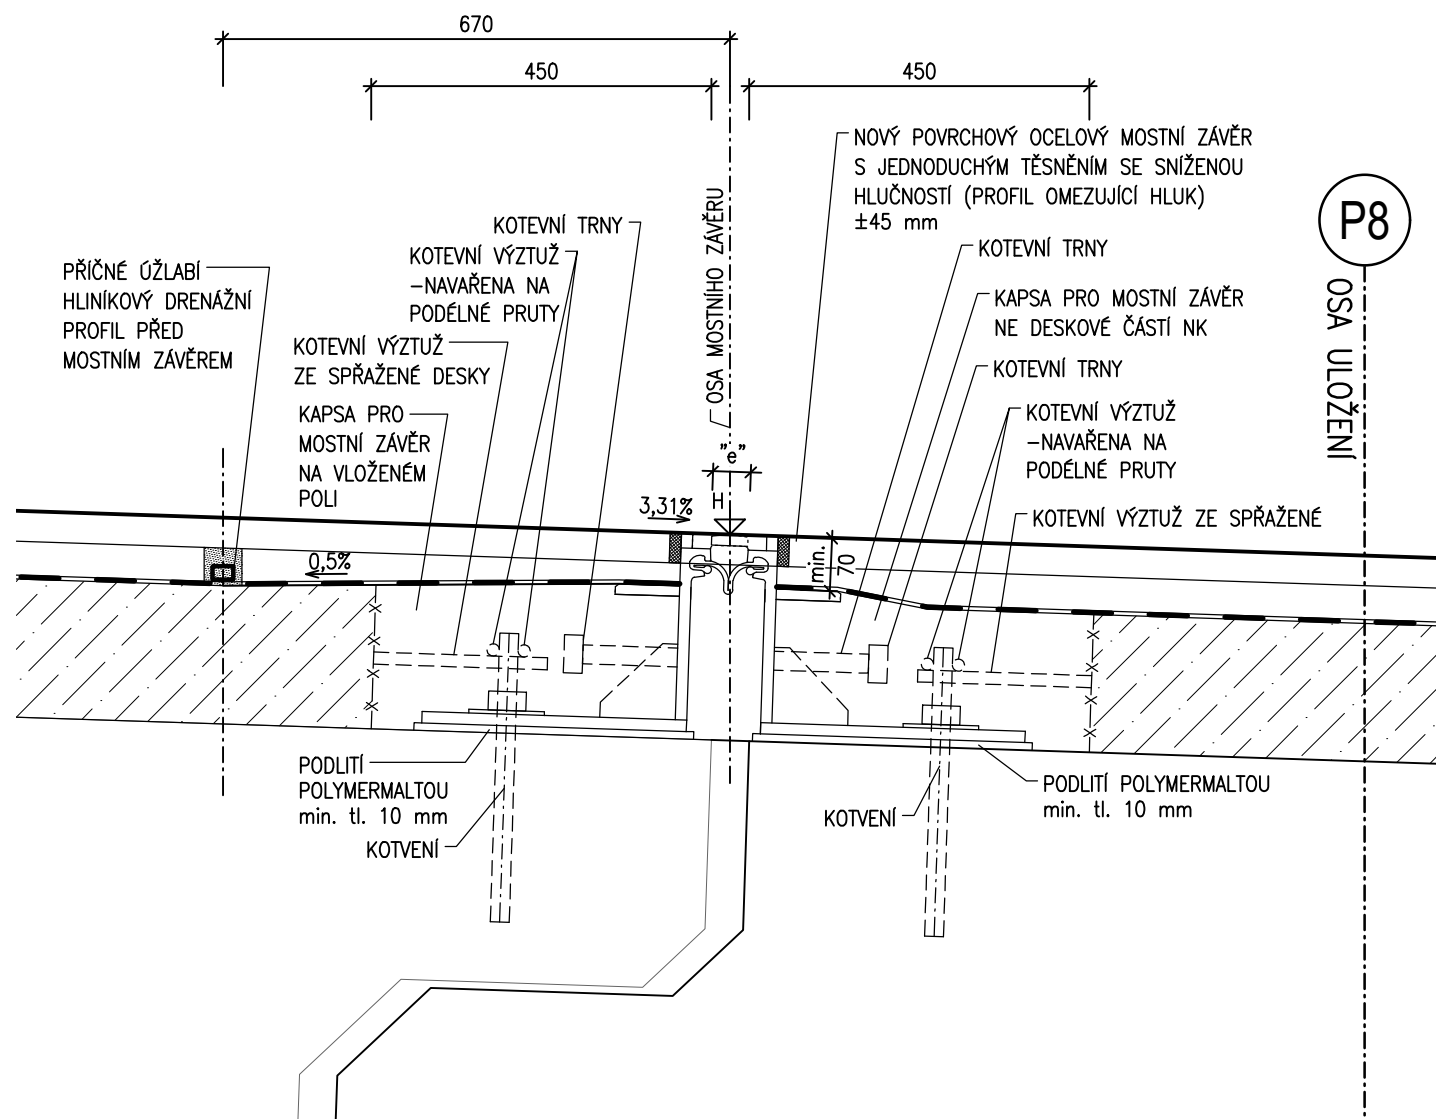 670
450
450
NOVÝ POVRCHOVÝ OCELOVÝ MOSTNÍ ZÁVĚR
S JEDNODUCHÝM TĚSNĚNÍM SE SNÍŽENOU
HLUČNOSTÍ (PROFIL OMEZUJÍCÍ HLUK)
±45 mm
P8
OSA ULOŽENÍ
OSA MOSTNÍHO ZÁVĚRU
KOTEVNÍ TRNY
KOTEVNÍ VÝZTUŽ
-NAVAŘENA NA
PODÉLNÉ PRUTY
PŘÍČNÉ ÚŽLABÍ
HLINÍKOVÝ DRENÁŽNÍ
PROFIL PŘED
MOSTNÍM ZÁVĚREM
KOTEVNÍ VÝZTUŽ
ZE SPŘAŽENÉ DESKY
KAPSA PRO
MOSTNÍ ZÁVĚR
NA VLOŽENÉM
POLI
KOTEVNÍ TRNY
KAPSA PRO MOSTNÍ ZÁVĚR
NE DESKOVÉ ČÁSTÍ NK
KOTEVNÍ TRNY
KOTEVNÍ VÝZTUŽ
-NAVAŘENA NA
PODÉLNÉ PRUTY
KOTEVNÍ VÝZTUŽ ZE SPŘAŽENÉ
"e"
H
3,31%
0,5%
min.
70
PODLITÍ
POLYMERMALTOU
min. tl. 10 mm
KOTVENÍ
KOTVENÍ
PODLITÍ POLYMERMALTOU
min. tl. 10 mm